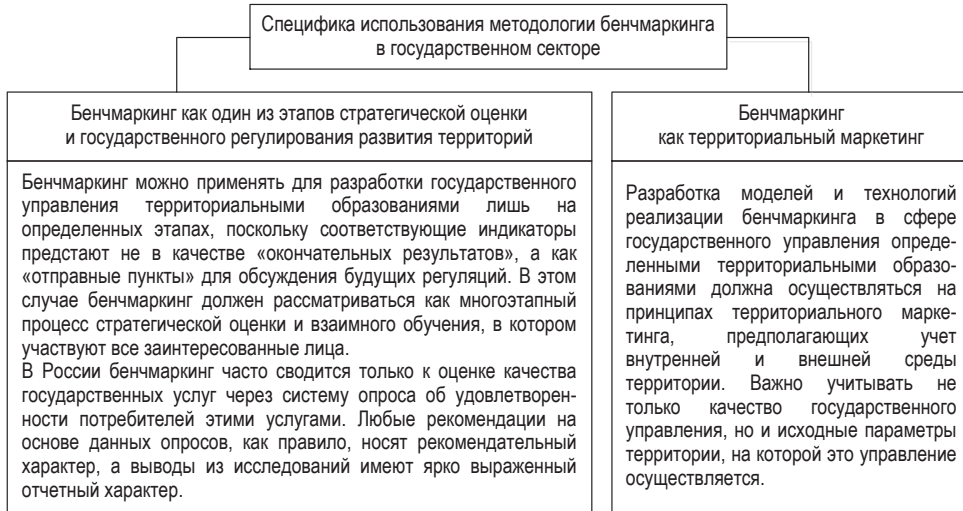 Специфика использования методологии бенчмаркинга
в государственном секторе
Бенчмаркинг как один из этапов стратегической оценки
и государственного регулирования развития территорий
Бенчмаркинг можно применять для разработки государственного
управления территориальными образованиями лишь на
определенных этапах, поскольку соответствующие индикаторы
предстают не в качестве «окончательных результатов», а как
«отправные пункты» для обсуждения будущих регуляций. В этом
случае бенчмаркинг должен рассматриваться как многоэтапный
процесс стратегической оценки и взаимного обучения, в котором
участвуют все заинтересованные лица.
В России бенчмаркинг часто сводится только к оценке качества
государственных услуг через систему опроса об удовлетворен-
ности потребителей этими услугами. Любые рекомендации на
основе данных опросов, как правило, носят рекомендательный
характер, а выводы из исследований имеют ярко выраженный
отчетный характер.
Бенчмаркинг
как территориальный маркетинг
Разработка моделей и технологий
реализации бенчмаркинга в сфере
государственного управления опреде-
ленными территориальными образо-
ваниями должна осуществляться на
принципах территориального марке-
тинга, предполагающих учет
внутренней и внешней среды
территории. Важно учитывать не
только качество государственного
управления, но и исходные параметры
территории, на которой это управление
осуществляется.